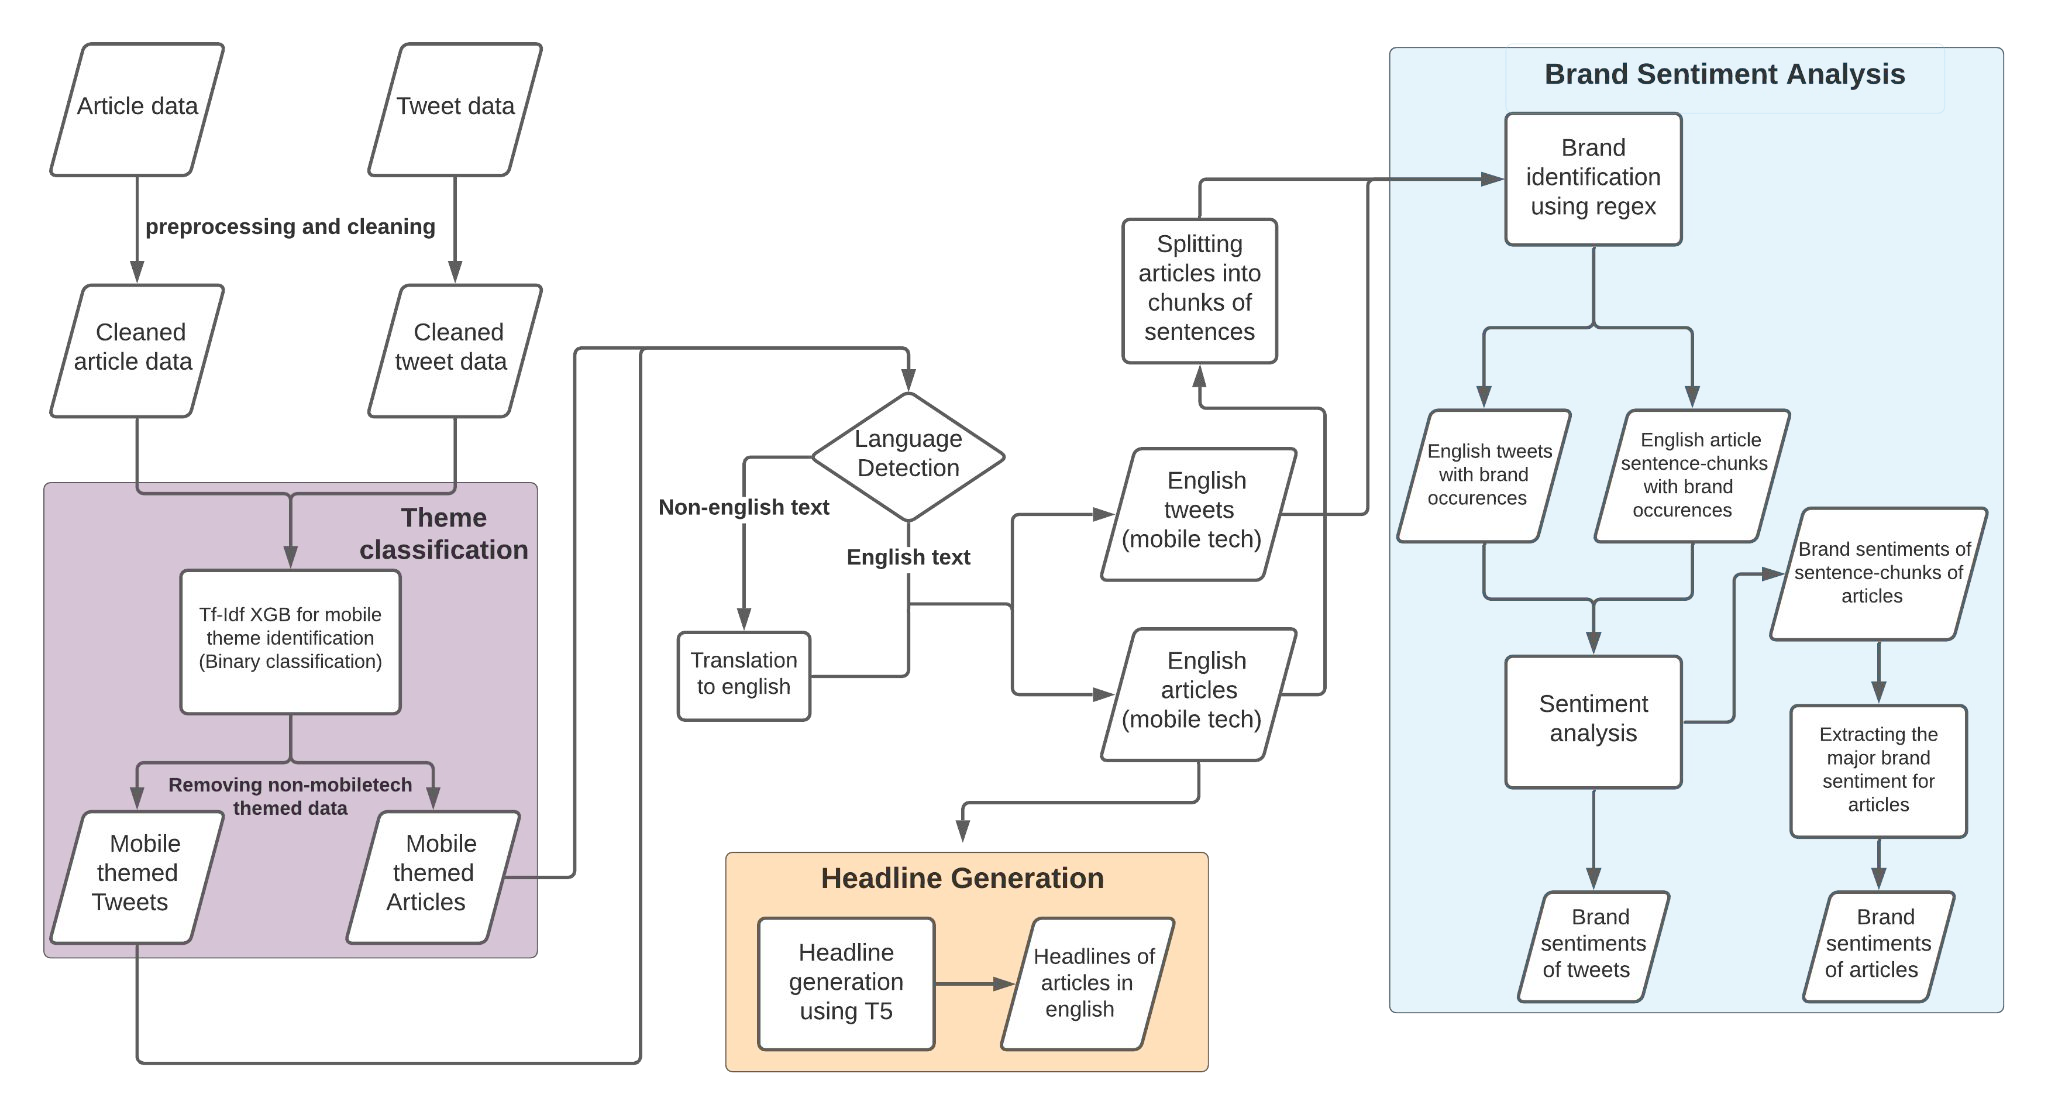 Article data
Tweet data
preprocessing and cleaning
Cleaned
article data
Cleaned
tweet data
Theme
classification
Tf-Idf XGB for mobile
theme identification
(Binary classification)
Removing non-mobiletech
themed data
Mobile
themed
Tweets
Mobile
themed
Articles
Language
Detection
Non-english text
English text
Translation
to english
English
tweets
(mobile tech)
English
articles
(mobile tech)
Splitting
articles into
chunks of
sentences
Headline Generation
Headline
generation
using T5
Headlines of
articles in
english
Brand Sentiment Analysis
Brand
identification
using regex
English tweets
with brand
occurences
English article
sentence-chunks
with brand
occurences
Brand sentiments of
sentence-chunks of
articles
Sentiment
analysis
Extracting the
major brand
sentiment for
articles
Brand
sentiments
of tweets
Brand
sentiments
of articles